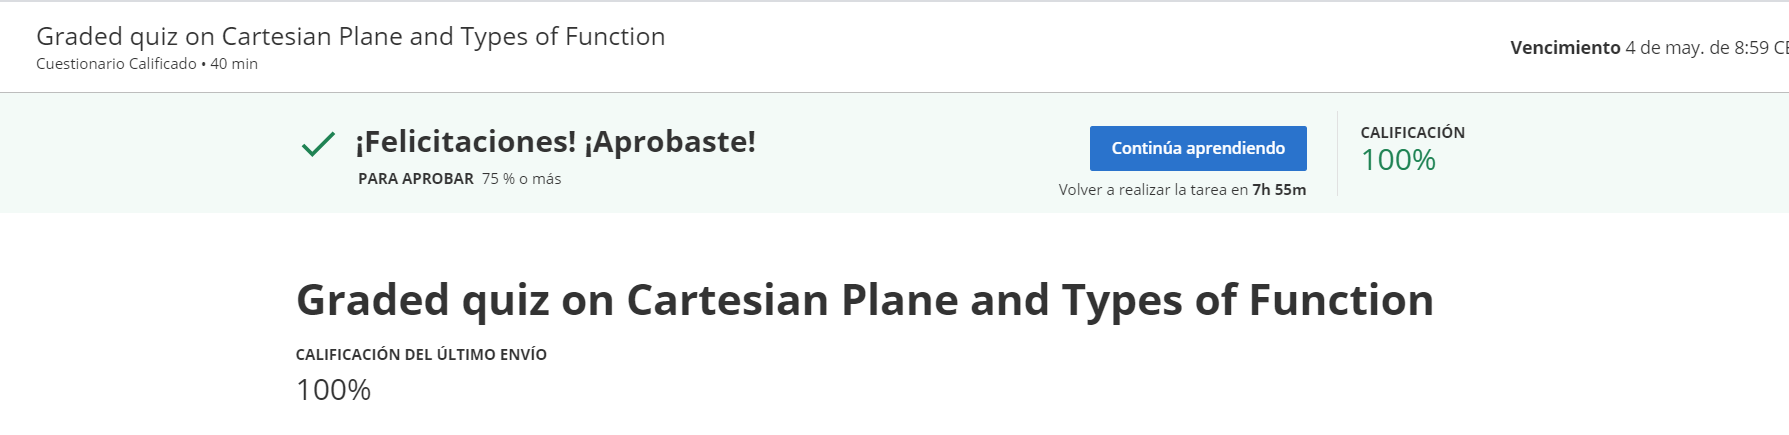 Graded quiz on Cartesian Plane and Types of Function
Cuestionario Calificado • 40 min
Vencimiento 4 de may. de 8:59
¡Felicitaciones! ¡Aprobaste!
PARA APROBAR 75 % o más
Continúa aprendiendo
Volver a realizar la tarea en 7h 55m
CALIFICACIÓN
100%
Graded quiz on Cartesian Plane and Types of Function
CALIFICACIÓN DEL ÚLTIMO ENVÍO
100%